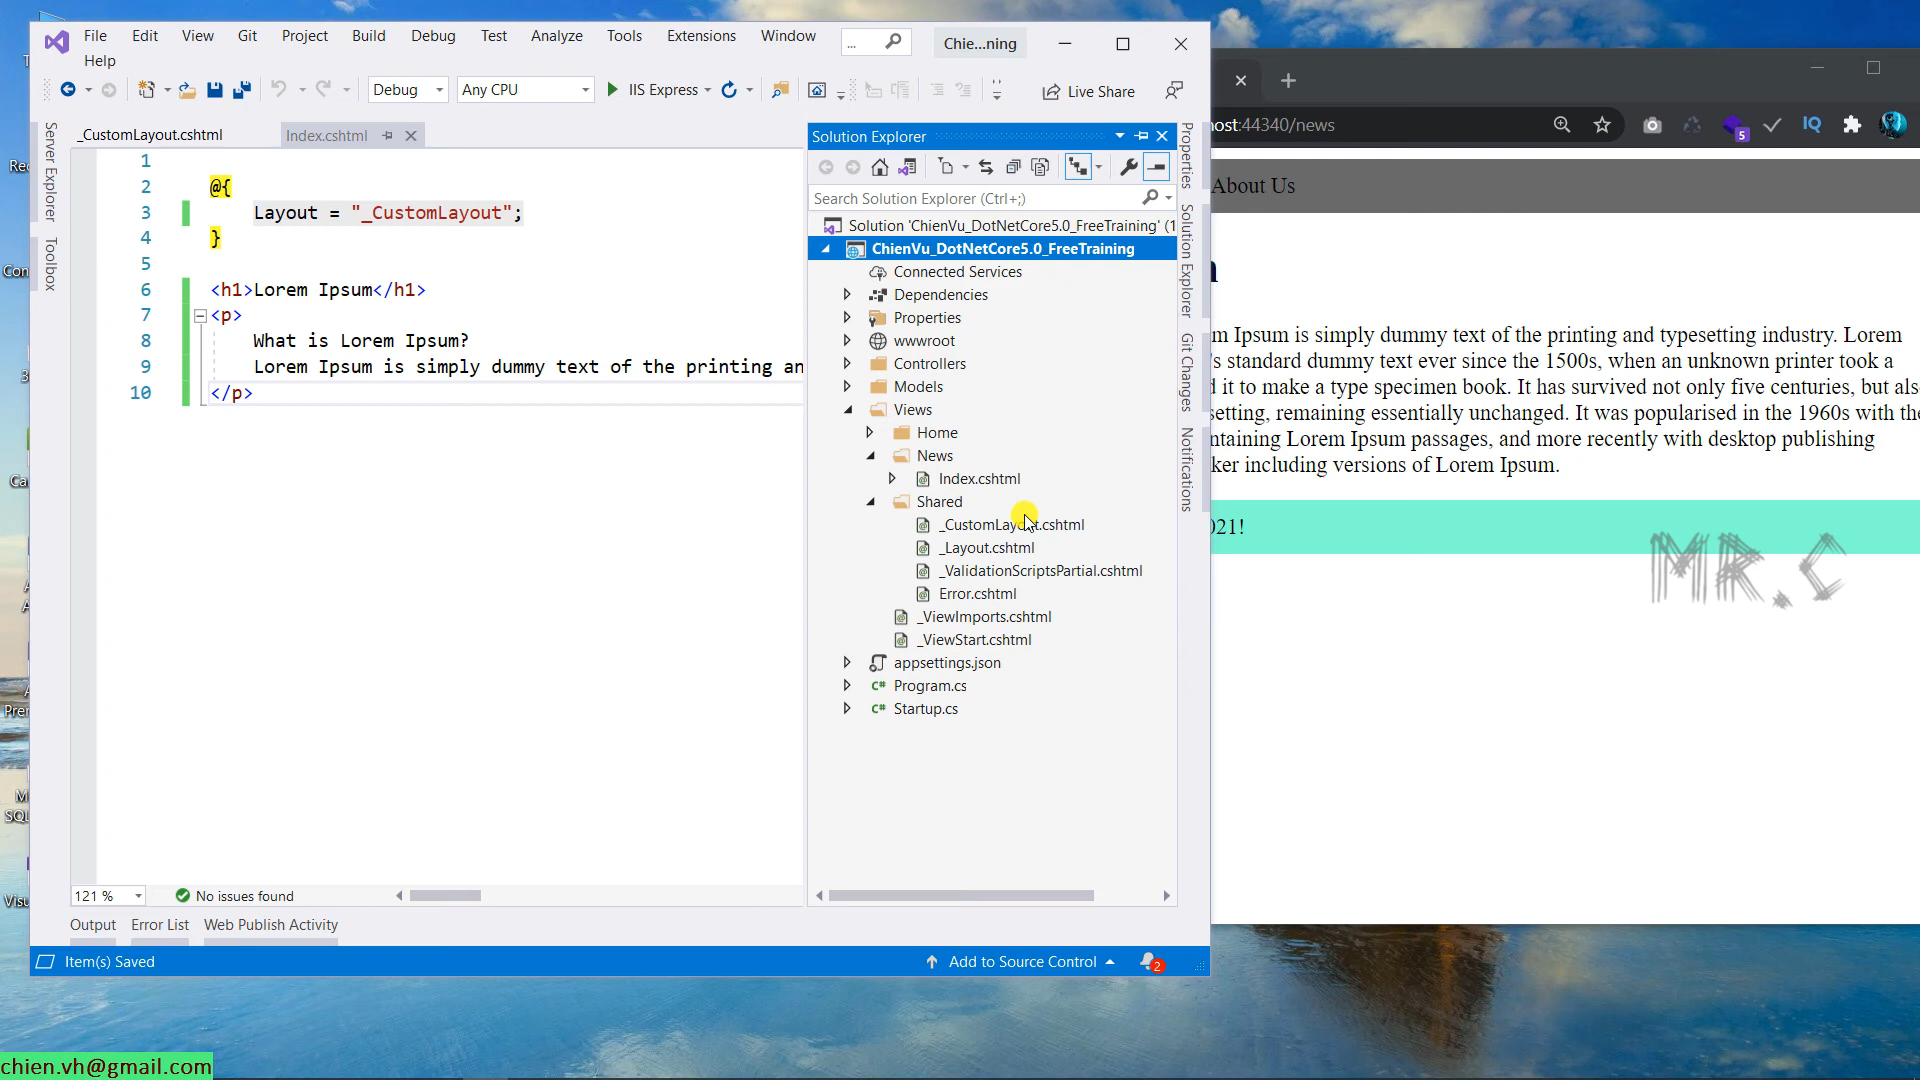 File Edit View Git Project Build Debug Test Analyze Tools Extensions Window
... Chie...ning
Help
Debug Any CPU IIS Express Live Share
_CustomLayout.cshtml Index.cshtml
1
2 @{
3 Layout = "_CustomLayout";
4 }
5
6 <h1>Lorem Ipsum</h1>
7 <p>
8 What is Lorem Ipsum?
9 Lorem Ipsum is simply dummy text of the printing an
10 </p>
Server Explorer
Toolbox
Solution Explorer
Search Solution Explorer (Ctrl+;)
Solution 'ChienVu_DotNetCore5.0_FreeTraining' (1
ChienVu_DotNetCore5.0_FreeTraining
Connected Services
Dependencies
Properties
wwwroot
Controllers
Models
Views
Home
News
Index.cshtml
Shared
_CustomLayout.cshtml
_Layout.cshtml
_ValidationScriptsPartial.cshtml
Error.cshtml
_ViewImports.cshtml
_ViewStart.cshtml
appsettings.json
C# Program.cs
C# Startup.cs
Properties
Solution Explorer
Git Changes
Notifications
121 % No issues found
Output Error List Web Publish Activity
Item(s) Saved Add to Source Control 2
ost:44340/news
5 IQ
About Us
m Ipsum is simply dummy text of the printing and typesetting industry. Lorem
's standard dummy text ever since the 1500s, when an unknown printer took a
d it to make a type specimen book. It has survived not only five centuries, but also
setting, remaining essentially unchanged. It was popularised in the 1960s with the
ntaining Lorem Ipsum passages, and more recently with desktop publishing
ker including versions of Lorem Ipsum.
021!
MR.C
chien.vh@gmail.com